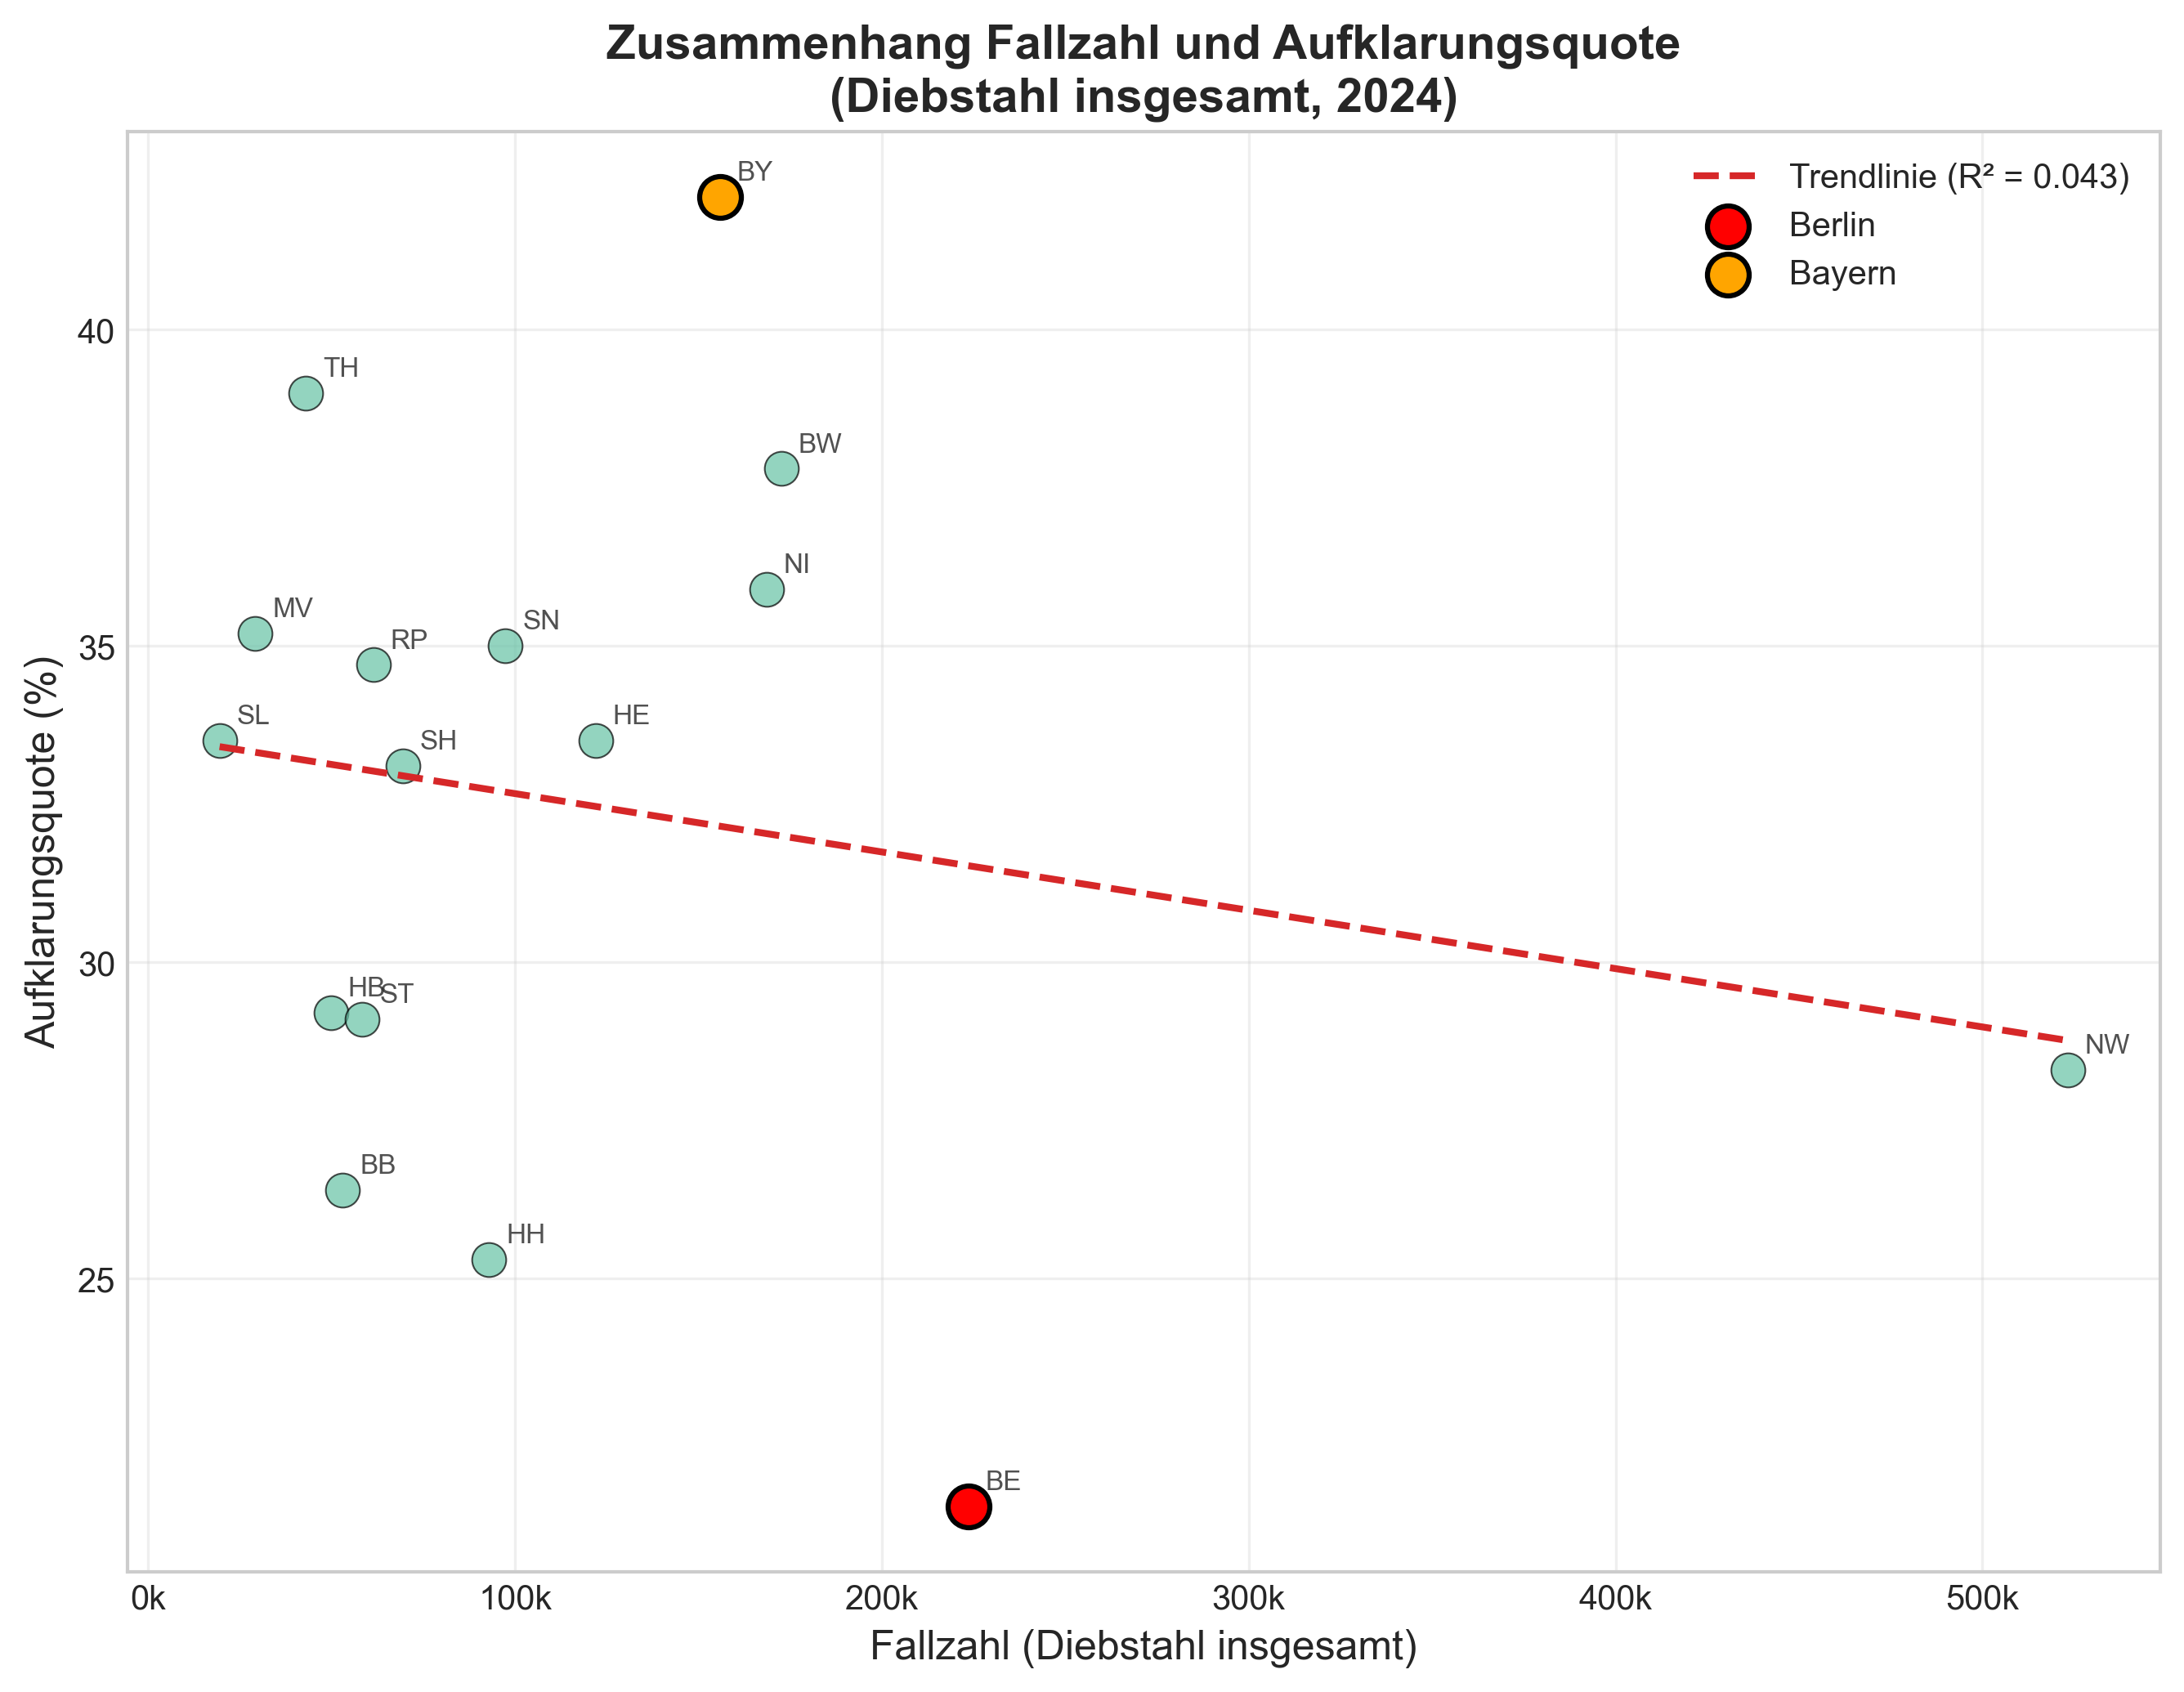 Zusammenhang Fallzahl und Aufklarungsquote
(Diebstahl insgesamt, 2024)
Trendlinie (R² = 0.043)
Berlin
Bayern
BY
TH
BW
NI
MV
RP
SN
SL
SH
HE
HB
ST
NW
BB
HH
BE
Aufklarungsquote (%)
40
35
30
25
0k
100k
200k
300k
400k
500k
Fallzahl (Diebstahl insgesamt)